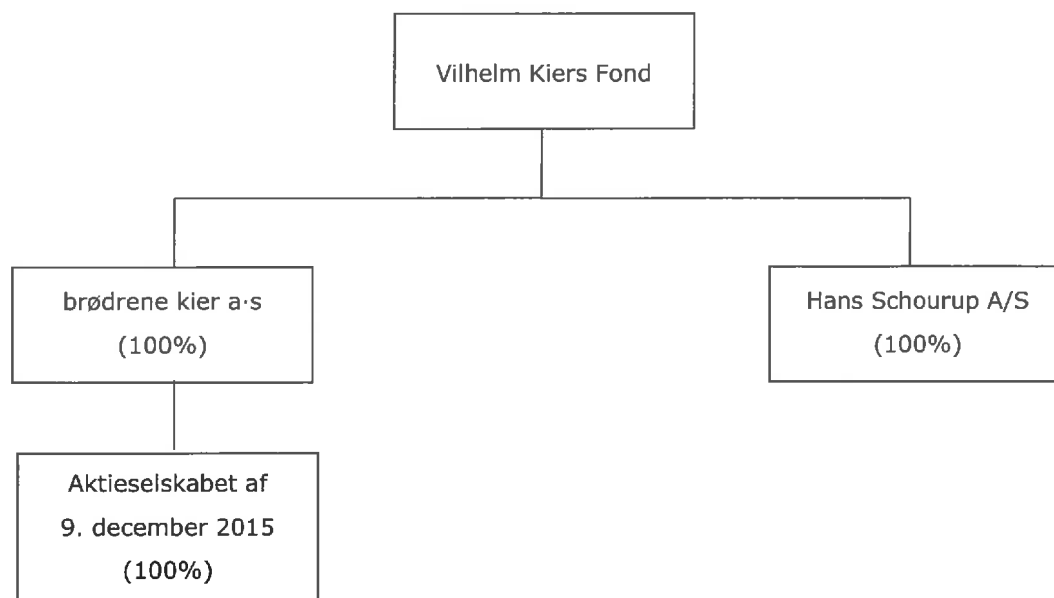 Vilhelm Kiers Fond
brødrene kier a·s
(100%)
Hans Schourup A/S
(100%)
Aktieselskabet af
9. december 2015
(100%)